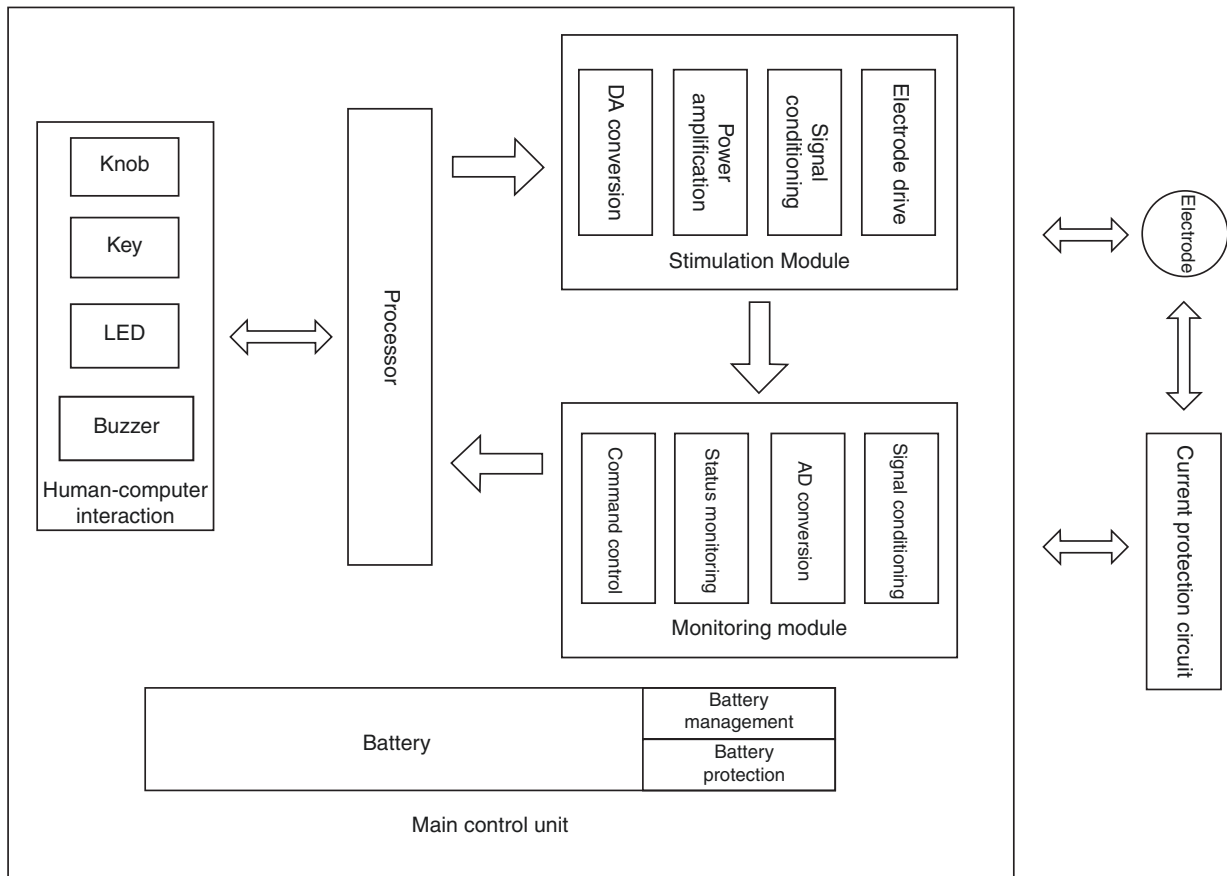 Knob
Key
LED
Buzzer
Human-computer
interaction
Processor
DA conversion
Power
amplification
Signal
conditioning
Electrode drive
Stimulation Module
Command control
Status monitoring
AD conversion
Signal conditioning
Monitoring module
Battery
Battery
management
Battery
protection
Main control unit
Electrode
Current protection circuit